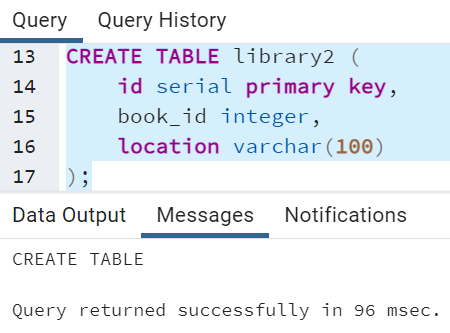 Query Query History
13 CREATE TABLE library2 (
14     id serial primary key,
15     book_id integer,
16     location varchar(100)
17 );
Data Output Messages Notifications
CREATE TABLE
Query returned successfully in 96 msec.